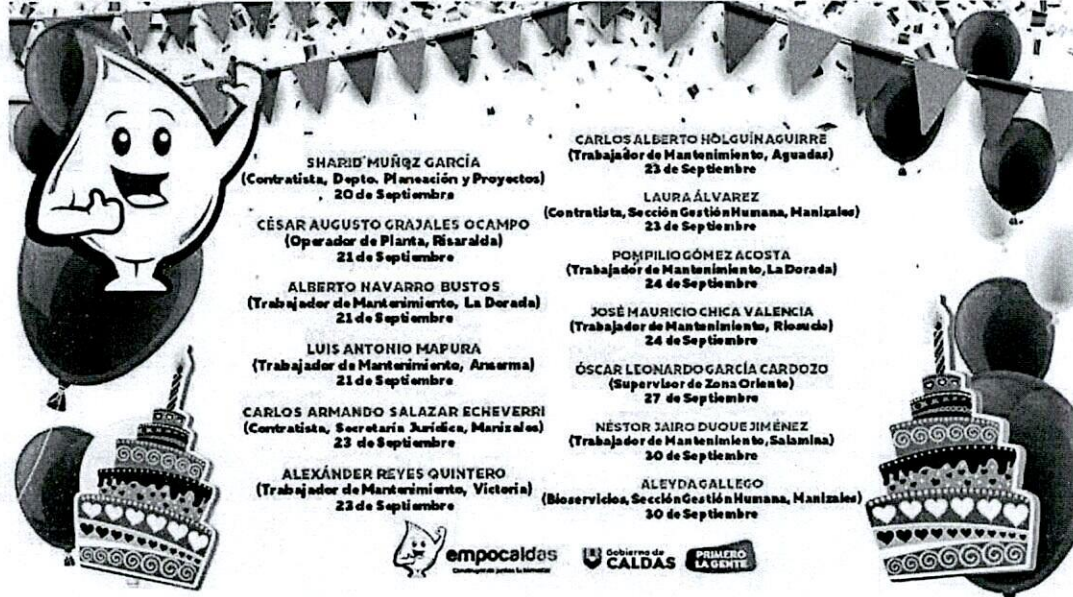 SHARID MUÑOZ GARCÍA
(Contratista, Depto. Planeación y Proyectos)
20 de Septiembre
CÉSAR AUGUSTO GRAJALES OCAMPO
(Operador de Planta, Risaralda)
21 de Septiembre
ALBERTO NAVARRO BUSTOS
(Trabajador de Mantenimiento, La Dorada)
21 de Septiembre
LUIS ANTONIO MAPURA
(Trabajador de Mantenimiento, Anserma)
21 de Septiembre
CARLOS ARMANDO SALAZAR ECHEVERRI
(Contratista, Secretaría Jurídica, Manizales)
23 de Septiembre
ALEXÁNDER REYES QUINTERO
(Trabajador de Mantenimiento, Victoria)
23 de Septiembre
CARLOS ALBERTO HOLGUÍN AGUIRRE
(Trabajador de Mantenimiento, Aguadas)
23 de Septiembre
LAURA ÁLVAREZ
(Contratista, Sección Gestión Humana, Manizales)
23 de Septiembre
POMPILIO GÓMEZ ACOSTA
(Trabajador de Mantenimiento, La Dorada)
24 de Septiembre
JOSÉ MAURICIO CHICA VALENCIA
(Trabajador de Mantenimiento, Riosucio)
24 de Septiembre
ÓSCAR LEONARDO GARCÍA CARDOZO
(Supervisor de Zona Oriente)
27 de Septiembre
NÉSTOR JAIRO DUQUE JIMÉNEZ
(Trabajador de Mantenimiento, Salamina)
30 de Septiembre
ALEYDA GALLEGO
(Bioservicios, Sección Gestión Humana, Manizales)
30 de Septiembre
empocaldas
Gobierno de
CALDAS
PRIMERO
LA GENTE